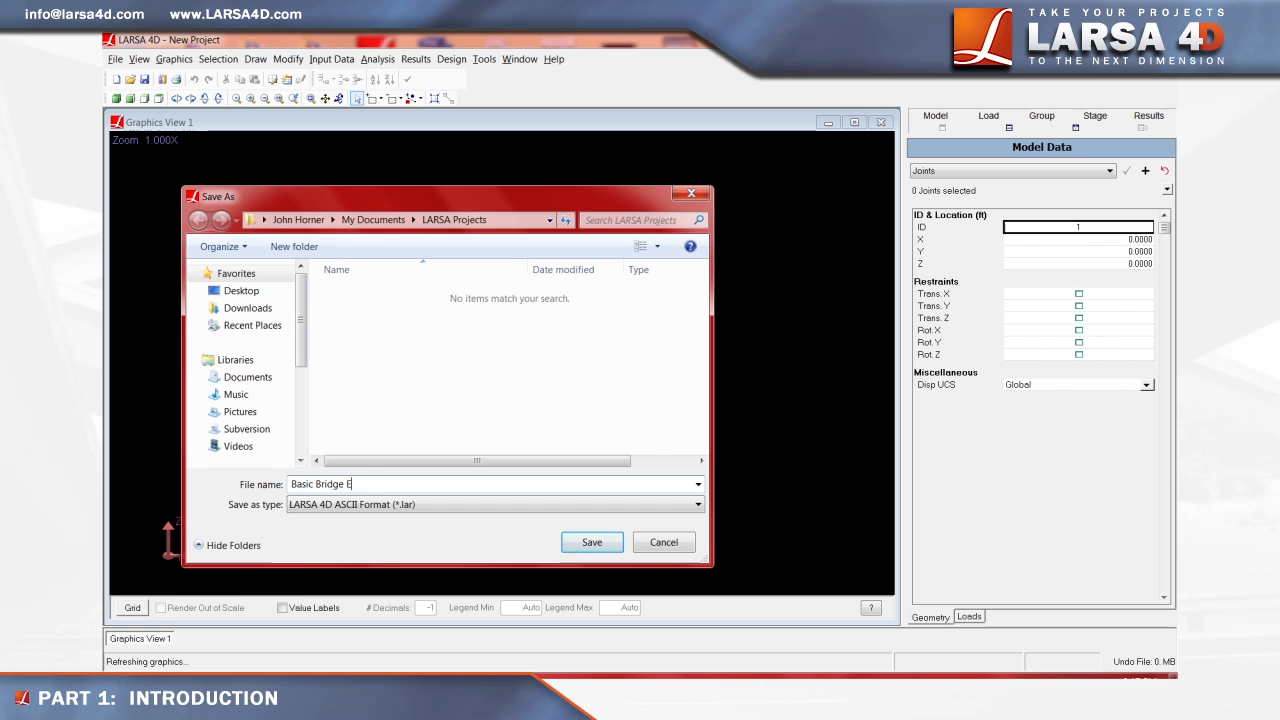 info@larsa4d.com www.LARSA4D.com
TAKE YOUR PROJECTS
LARSA 4D
TO THE NEXT DIMENSION
LARSA 4D - New Project
File View Graphics Selection Draw Modify Input Data Analysis Results Design Tools Window Help
Graphics View 1
Zoom 1.000X
Model Load Group Stage Results
Model Data
Joints
0 Joints selected
ID & Location (ft)
ID 1
X 0.0000
Y 0.0000
Z 0.0000
Restraints
Trans. X
Trans. Y
Trans. Z
Rot. X
Rot. Y
Rot. Z
Miscellaneous
Disp UCS Global
Save As
John Horner My Documents LARSA Projects Search LARSA Projects
Organize New folder
Name Date modified Type
No items match your search.
Favorites
Desktop
Downloads
Recent Places
Libraries
Documents
Music
Pictures
Subversion
Videos
File name: Basic Bridge E
Save as type: LARSA 4D ASCII Format (*.lar)
Hide Folders Save Cancel
Z
Grid Render Out of Scale Value Labels # Decimals: -1 Legend Min Auto Legend Max Auto ?
Geometry Loads
Graphics View 1
Refreshing graphics... Undo File: 0. MB
PART 1: INTRODUCTION